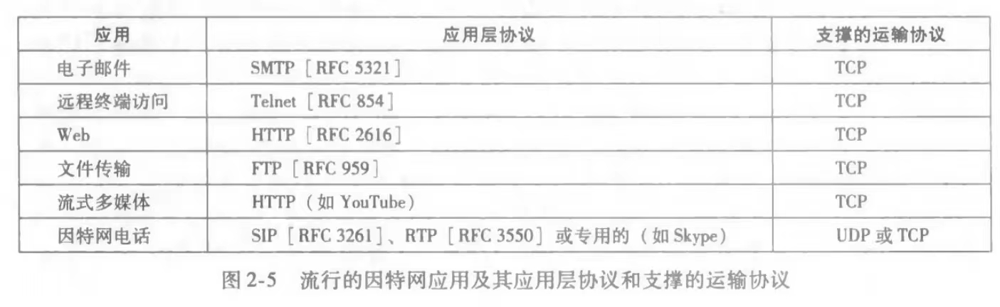 应用 应用层协议 支撑的运输协议
电子邮件 SMTP [RFC 5321] TCP
远程终端访问 Telnet [RFC 854] TCP
Web HTTP [RFC 2616] TCP
文件传输 FTP [RFC 959] TCP
流式多媒体 HTTP (如 YouTube) TCP
因特网电话 SIP [RFC 3261]、RTP [RFC 3550] 或专用的 (如 Skype) UDP 或 TCP
图 2-5 流行的因特网应用及其应用层协议和支撑的运输协议